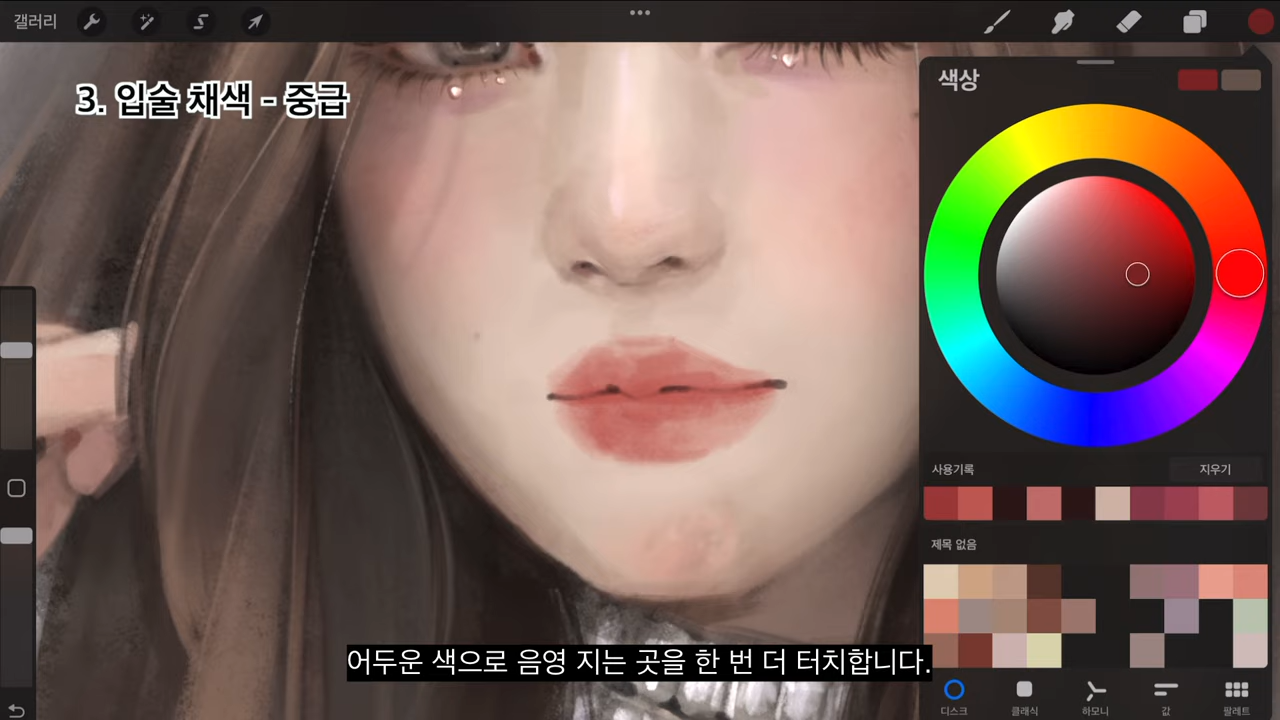 갤러리
3. 입술 채색 - 중급
색상
사용기록
지우기
제목 없음
디스크
클래식
하모니
값
팔레트
어두운 색으로 음영 지는 곳을 한 번 더 터치합니다.